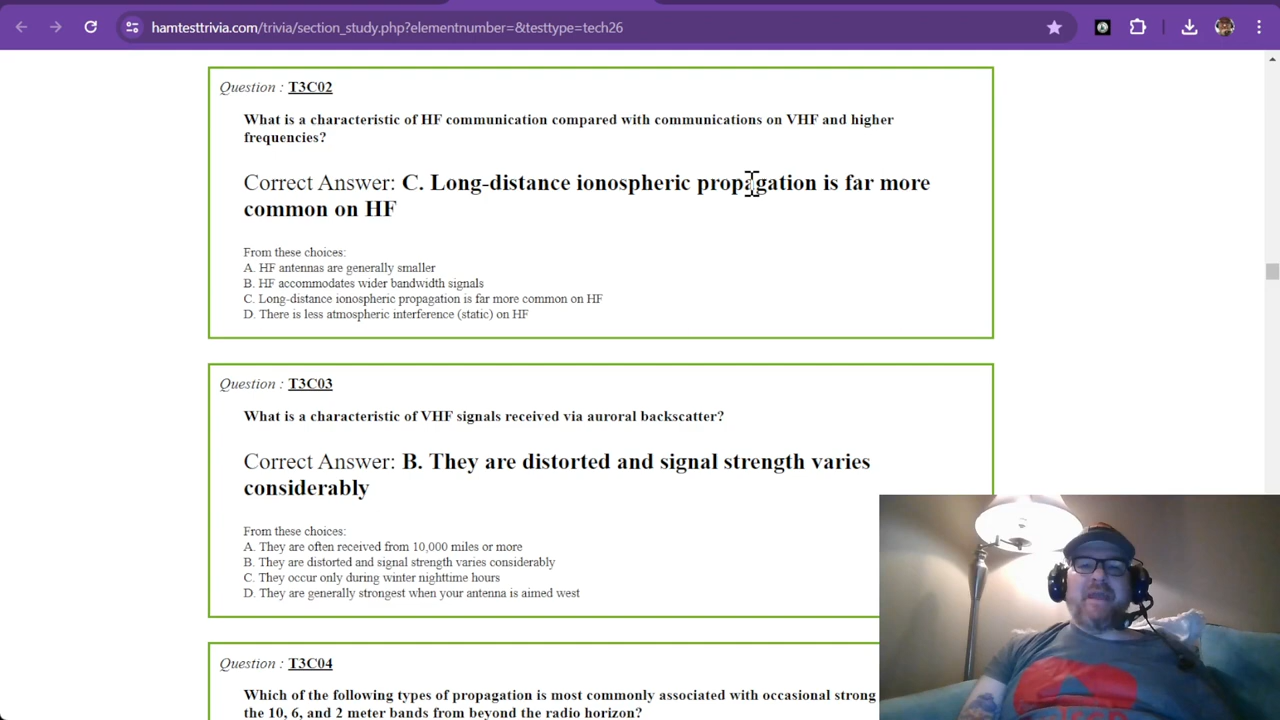 hamtesttrivia.com/trivia/section_study.php?elementnumber=&testtype=tech26
Question : T3C02
What is a characteristic of HF communication compared with communications on VHF and higher
frequencies?
Correct Answer: C. Long-distance ionospheric propagation is far more
common on HF
From these choices:
A. HF antennas are generally smaller
B. HF accommodates wider bandwidth signals
C. Long-distance ionospheric propagation is far more common on HF
D. There is less atmospheric interference (static) on HF
Question : T3C03
What is a characteristic of VHF signals received via auroral backscatter?
Correct Answer: B. They are distorted and signal strength varies
considerably
From these choices:
A. They are often received from 10,000 miles or more
B. They are distorted and signal strength varies considerably
C. They occur only during winter nighttime hours
D. They are generally strongest when your antenna is aimed west
Question : T3C04
Which of the following types of propagation is most commonly associated with occasional strong
the 10, 6, and 2 meter bands from beyond the radio horizon?